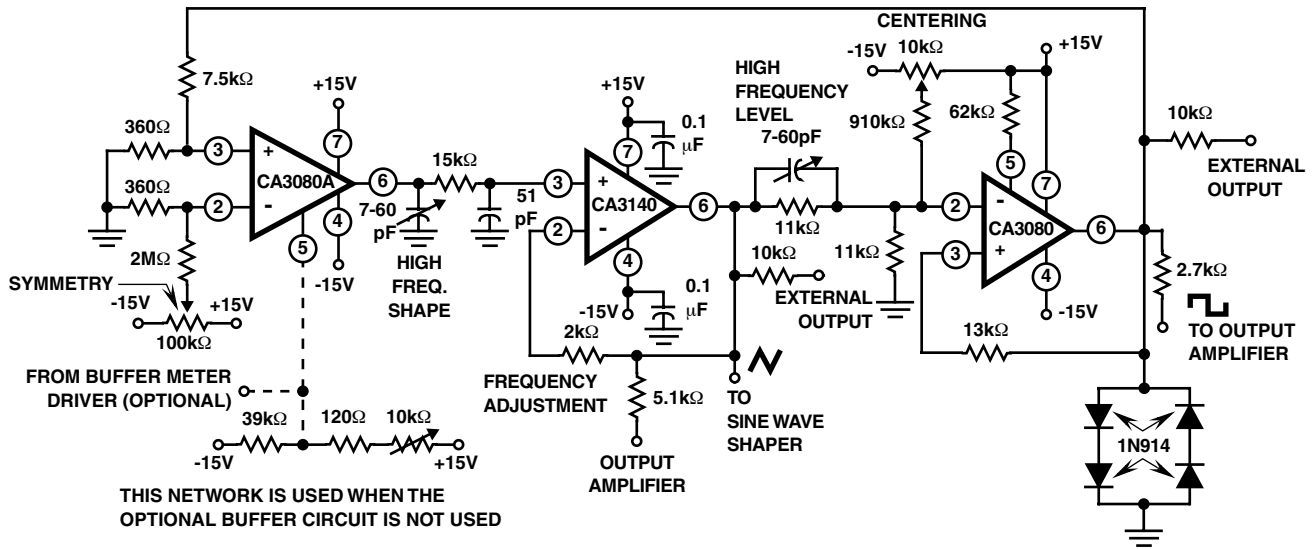 CENTERING
-15V
10kΩ
+15V
7.5kΩ
+15V
+15V
HIGH
FREQUENCY
LEVEL
7-60pF
910kΩ
62kΩ
10kΩ
EXTERNAL
OUTPUT
360Ω
3
+
7
CA3080A
6
15kΩ
0.1
μF
7
3
+
CA3140
6
5
7
2
-
CA3080
6
360Ω
2
-
4
5
-15V
7-60
pF
51
pF
2
-
4
11kΩ
11kΩ
3
+
4
-15V
2MΩ
HIGH
FREQ.
SHAPE
-15V
0.1
μF
10kΩ
EXTERNAL
OUTPUT
2.7kΩ
TO OUTPUT
AMPLIFIER
SYMMETRY
-15V
+15V
100kΩ
2kΩ
13kΩ
FREQUENCY
ADJUSTMENT
5.1kΩ
TO
SINE WAVE
SHAPER
FROM BUFFER METER
DRIVER (OPTIONAL)
39kΩ
120Ω
10kΩ
-15V
+15V
OUTPUT
AMPLIFIER
1N914
THIS NETWORK IS USED WHEN THE
OPTIONAL BUFFER CIRCUIT IS NOT USED